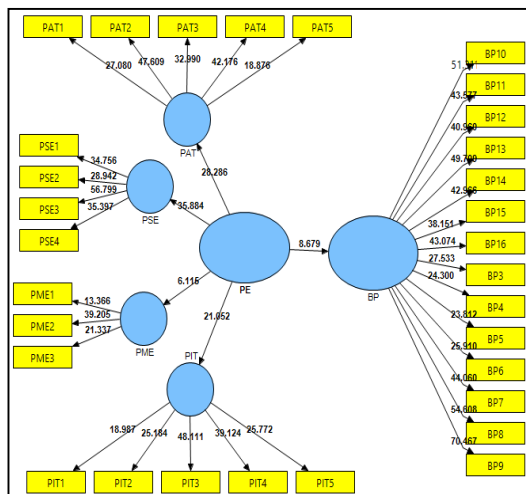 PAT1 PAT2 PAT3 PAT4 PAT5
27.080 47.609 32.990 42.176 18.876
PAT
PSE1
PSE2
PSE3
PSE4
34.756
28.942
56.799
35.397
PSE
28.286
35.884
PE
8.679
BP
6.115
21.052
PME1
PME2
PME3
13.366
39.205
21.337
PME
PIT
18.987 25.184 48.111 39.124 25.772
PIT1 PIT2 PIT3 PIT4 PIT5
BP10
BP11
43.577
BP12
40.960
BP13
49.700
BP14
42.966
BP15
38.151
BP16
43.074
BP3
27.533
BP4
24.300
BP5
23.812
BP6
25.910
BP7
44.060
BP8
54.608
BP9
70.467